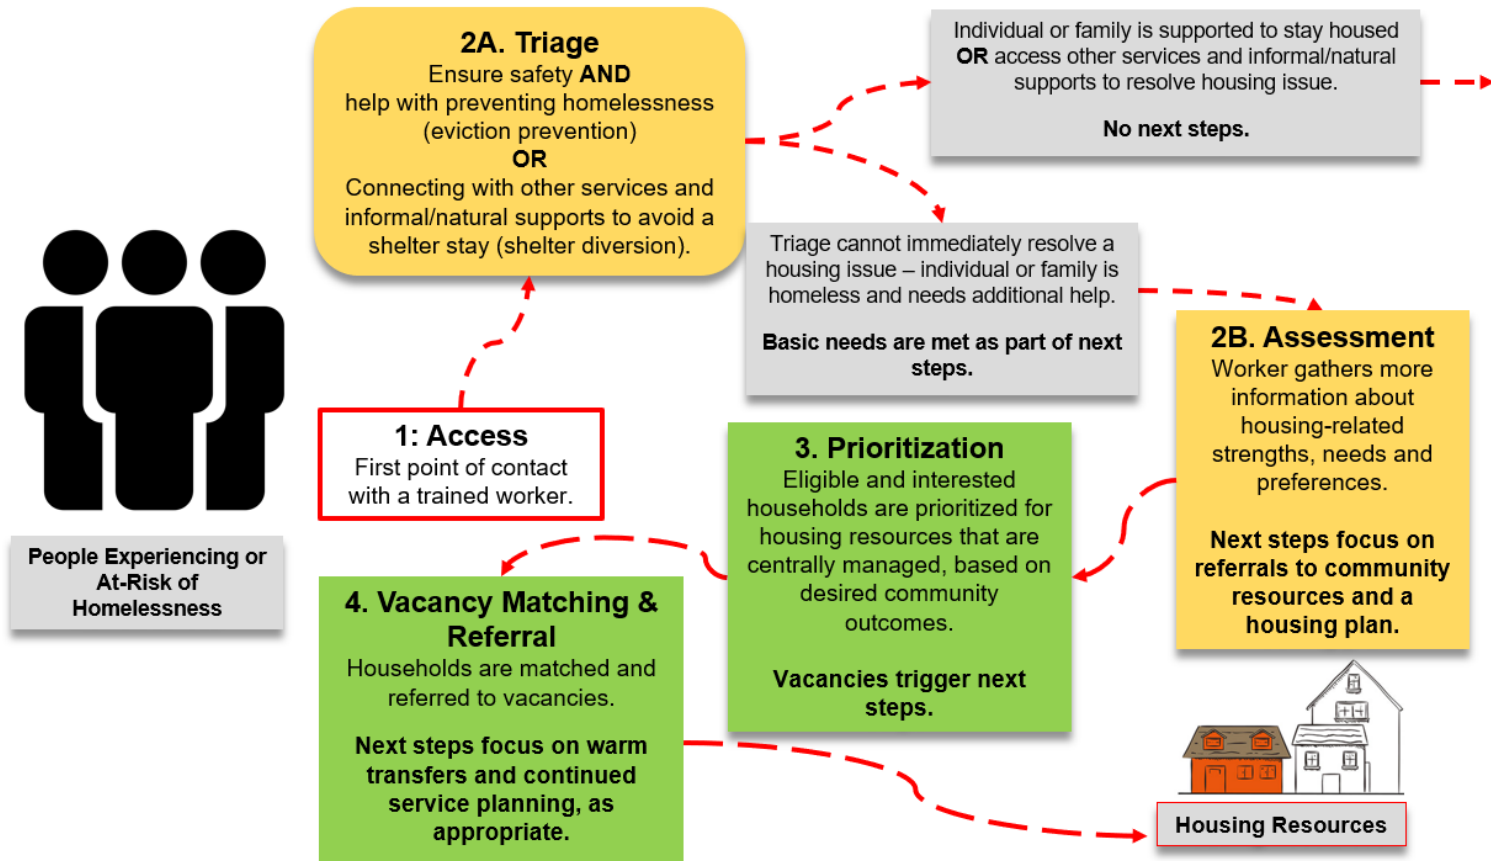 2A. Triage
Ensure safety AND
help with preventing homelessness
(eviction prevention)
OR
Connecting with other services and
informal/natural supports to avoid a
shelter stay (shelter diversion).
Individual or family is supported to stay housed
OR access other services and informal/natural
supports to resolve housing issue.
No next steps.
Triage cannot immediately resolve a
housing issue – individual or family is
homeless and needs additional help.
Basic needs are met as part of next
steps.
2B. Assessment
Worker gathers more
information about
housing-related
strengths, needs and
preferences.
Next steps focus on
referrals to community
resources and a
housing plan.
1: Access
First point of contact
with a trained worker.
People Experiencing or
At-Risk of
Homelessness
3. Prioritization
Eligible and interested
households are prioritized for
housing resources that are
centrally managed, based on
desired community
outcomes.
Vacancies trigger next
steps.
4. Vacancy Matching &
Referral
Households are matched and
referred to vacancies.
Next steps focus on warm
transfers and continued
service planning, as
appropriate.
Housing Resources